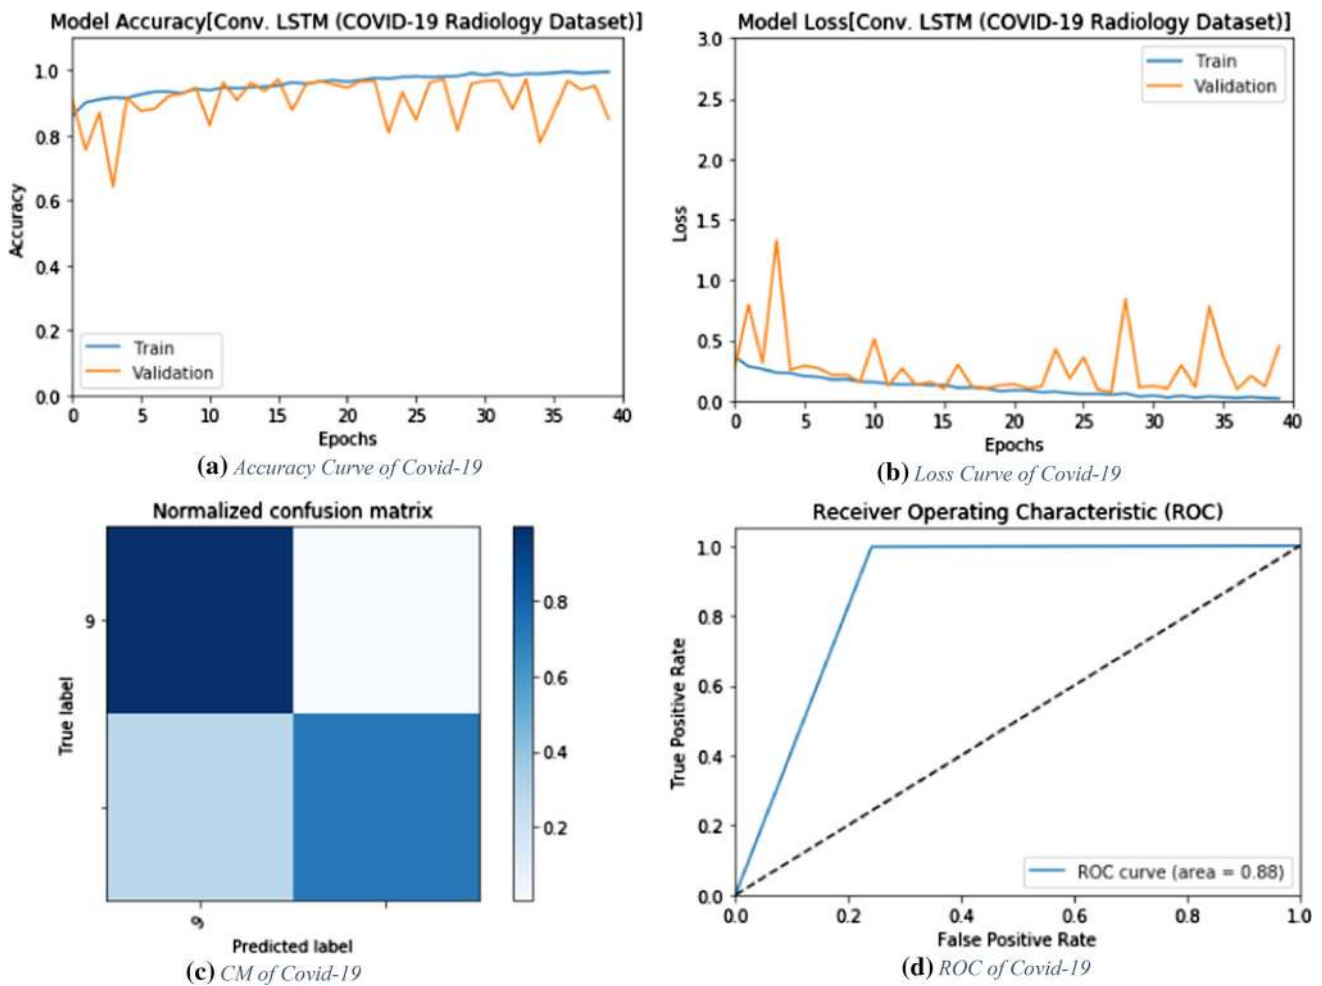 Model Accuracy[Conv. LSTM (COVID-19 Radiology Dataset)]
1.0
0.8
0.6
0.4
0.2
0.0
Accuracy
Train
Validation
0 5 10 15 20 25 30 35 40
Epochs
(a) Accuracy Curve of Covid-19
Model Loss[Conv. LSTM (COVID-19 Radiology Dataset)]
3.0
2.5
2.0
1.5
1.0
0.5
0.0
Loss
Train
Validation
0 5 10 15 20 25 30 35 40
Epochs
(b) Loss Curve of Covid-19
Normalized confusion matrix
9
True label
9
Predicted label
0.8
0.6
0.4
0.2
(c) CM of Covid-19
Receiver Operating Characteristic (ROC)
1.0
0.8
0.6
0.4
0.2
0.0
True Positive Rate
ROC curve (area = 0.88)
0.0 0.2 0.4 0.6 0.8 1.0
False Positive Rate
(d) ROC of Covid-19